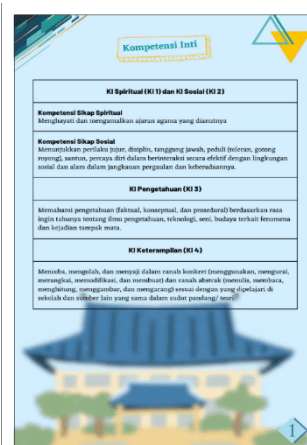 Kompetensi Inti
KI Spiritual (KI 1) dan KI Sosial (KI 2)
Kompetensi Sikap Spiritual
Menghayati dan mengamalkan ajaran agama yang dianutnya
Kompetensi Sikap Sosial
Menunjukkan perilaku jujur, disiplin, tanggung jawab, peduli (toleran, gotong
royong), santun, percaya diri dalam berinteraksi secara efektif dengan lingkungan
sosial dan alam dalam jangkauan pergaulan dan keberadaannya.
KI Pengetahuan (KI 3)
Memahami pengetahuan (faktual, konseptual, dan prosedural) berdasarkan rasa
ingin tahunya tentang ilmu pengetahuan, teknologi, seni, budaya terkait fenomena
dan kejadian tampak mata.
KI Keterampilan (KI 4)
Mencoba, mengolah, dan menyaji dalam ranah konkret (menggunakan, mengurai,
merangkai, memodifikasi, dan membuat) dan ranah abstrak (menulis, membaca,
menghitung, menggambar, dan mengarang) sesuai dengan yang dipelajari di
sekolah dan sumber lain yang sama dalam sudut pandang/ teori.
1